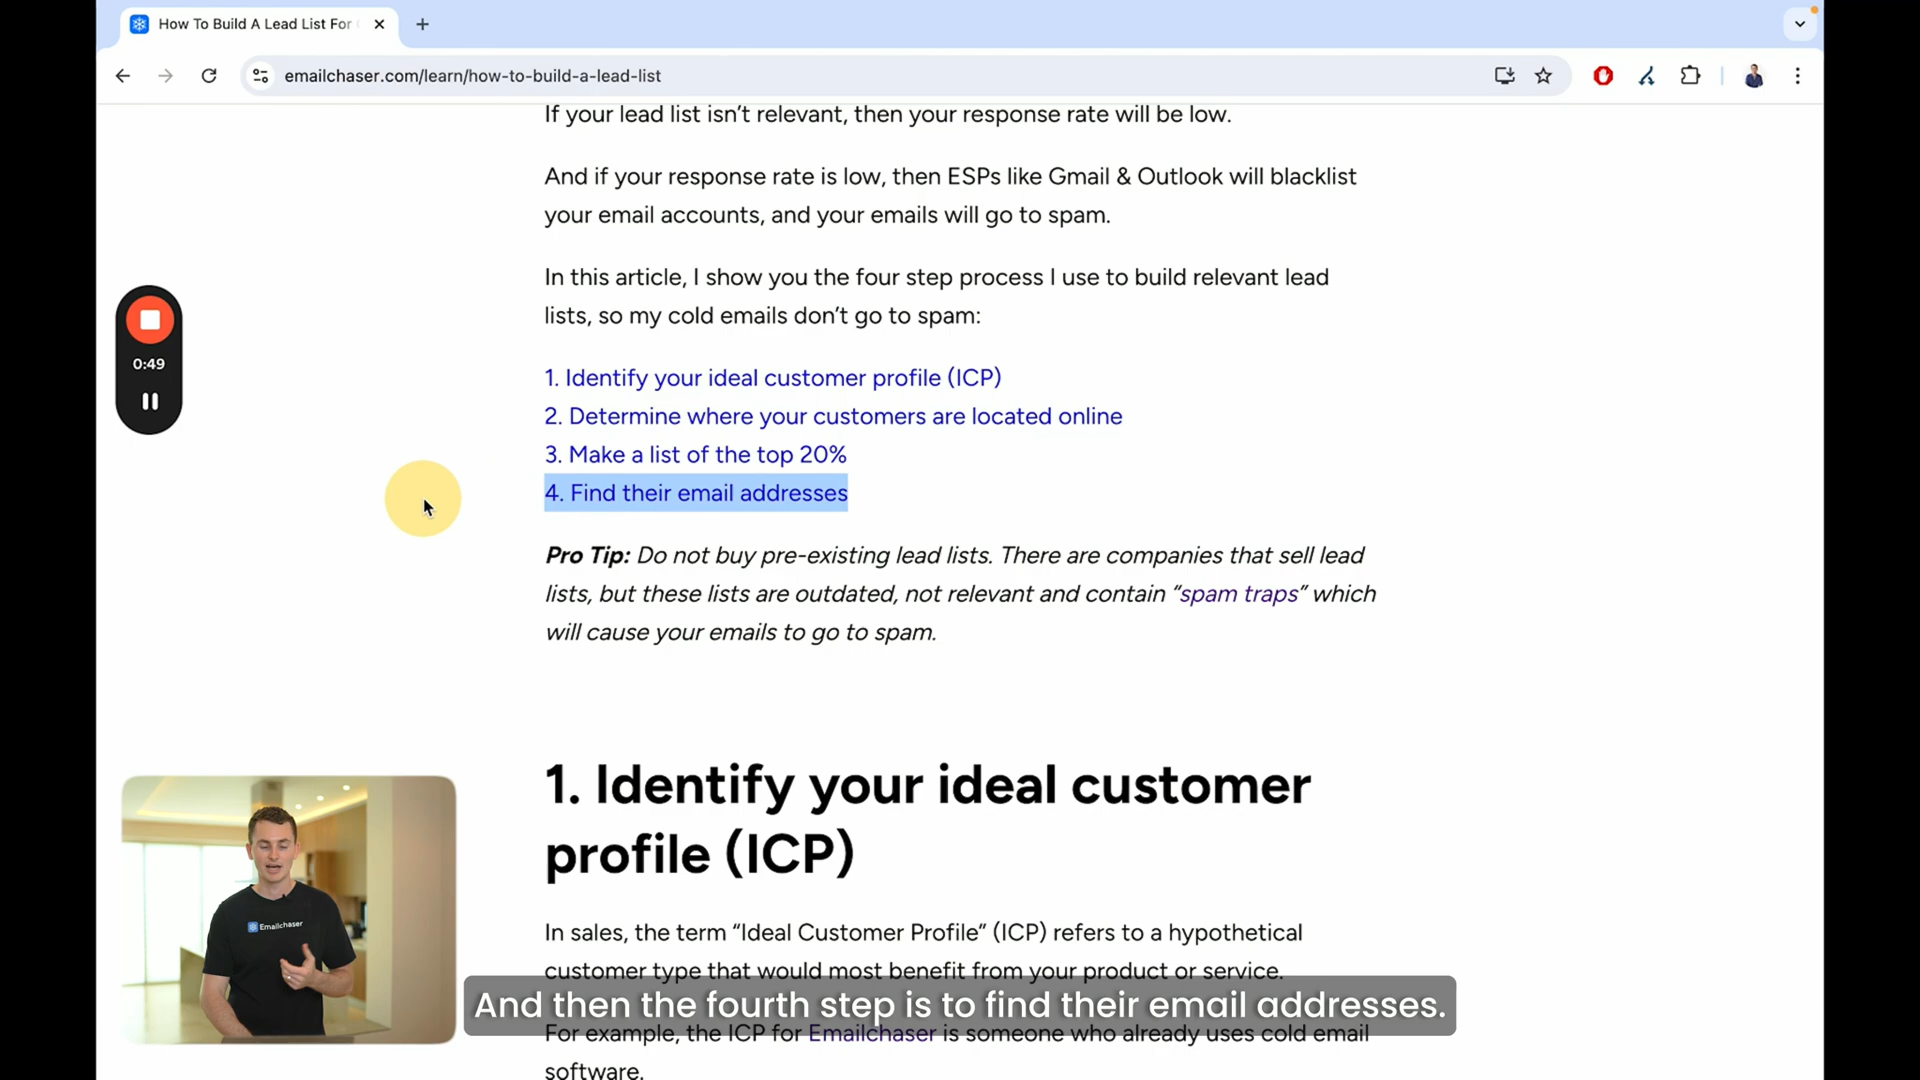 How To Build A Lead List For
emailchaser.com/learn/how-to-build-a-lead-list
If your lead list isn’t relevant, then your response rate will be low.
And if your response rate is low, then ESPs like Gmail & Outlook will blacklist
your email accounts, and your emails will go to spam.
In this article, I show you the four step process I use to build relevant lead
lists, so my cold emails don’t go to spam:
0:49
1. Identify your ideal customer profile (ICP)
2. Determine where your customers are located online
3. Make a list of the top 20%
4. Find their email addresses
Pro Tip: Do not buy pre-existing lead lists. There are companies that sell lead
lists, but these lists are outdated, not relevant and contain “spam traps” which
will cause your emails to go to spam.
1. Identify your ideal customer
profile (ICP)
Emailchaser
In sales, the term “Ideal Customer Profile” (ICP) refers to a hypothetical
customer type that would most benefit from your product or service.
And then the fourth step is to find their email addresses.
For example, the ICP for Emailchaser is someone who already uses cold email
software.